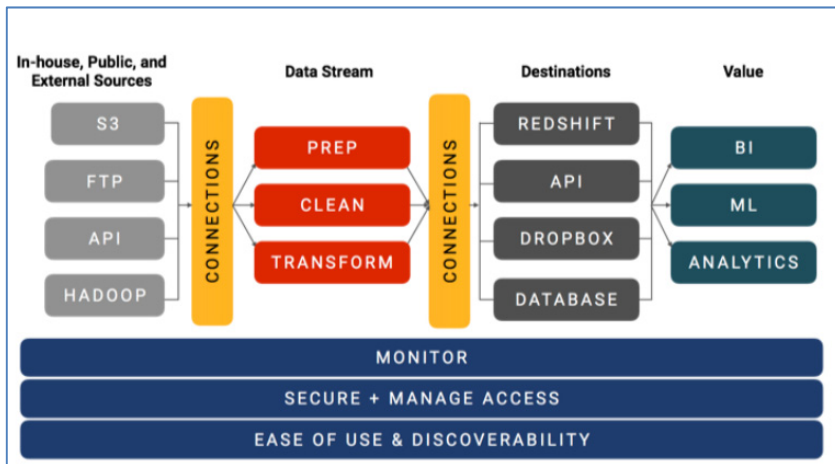 In-house, Public, and
External Sources
Data Stream
Destinations
Value
S3
FTP
API
HADOOP
CONNECTIONS
PREP
CLEAN
TRANSFORM
CONNECTIONS
REDSHIFT
API
DROPBOX
DATABASE
BI
ML
ANALYTICS
MONITOR
SECURE + MANAGE ACCESS
EASE OF USE & DISCOVERABILITY